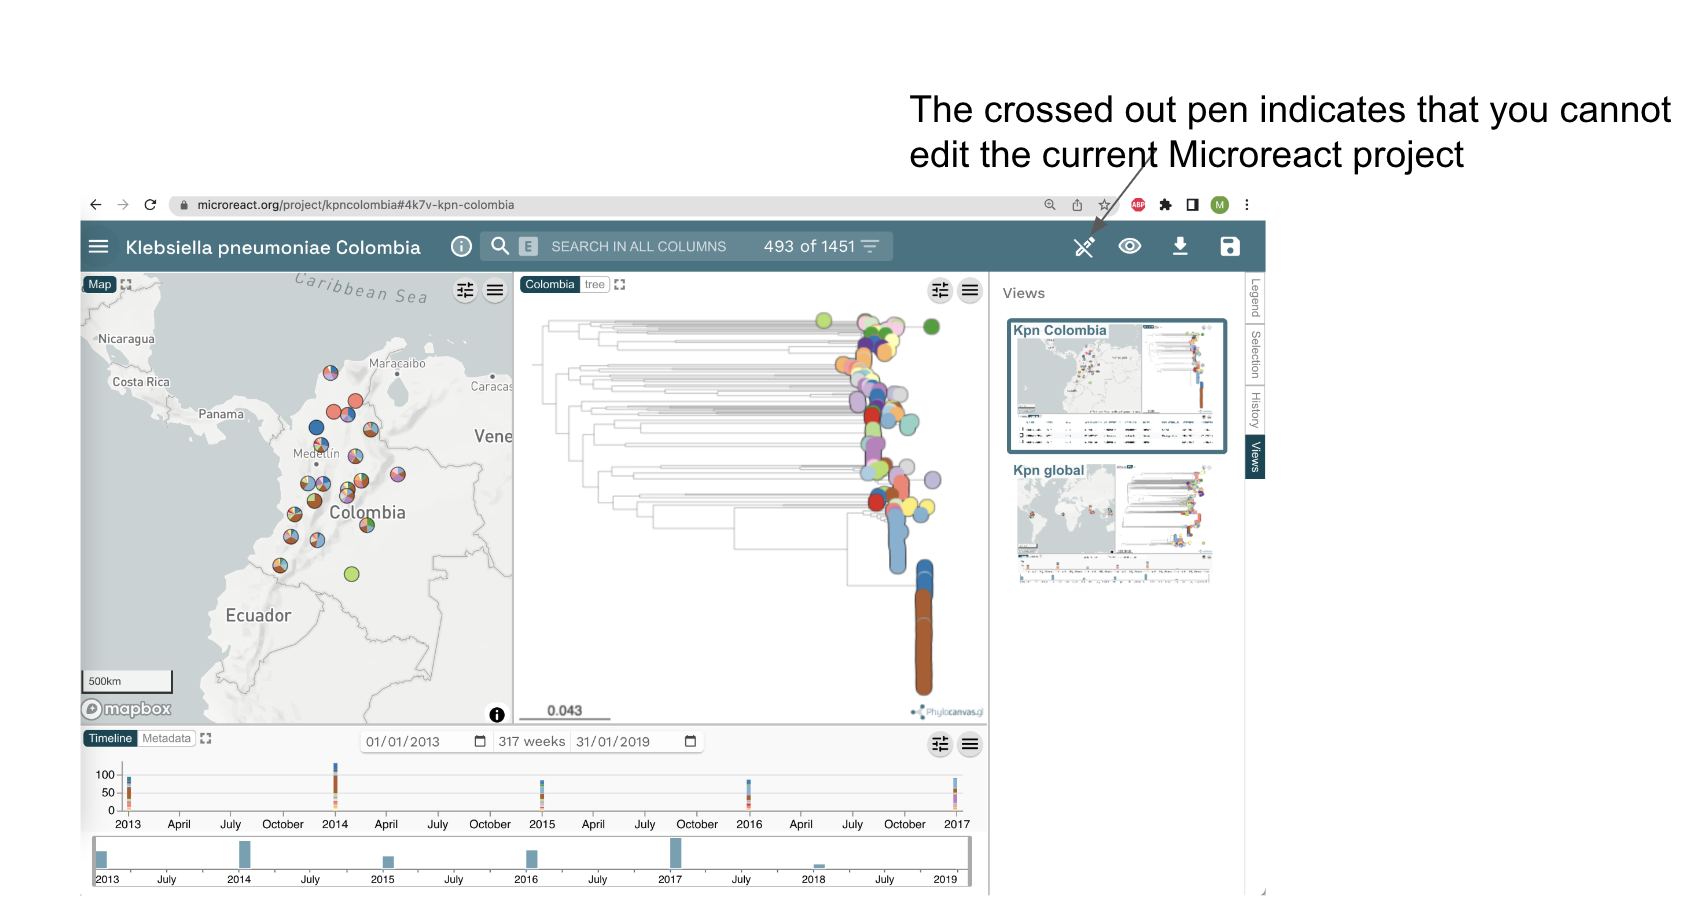 The crossed out pen indicates that you cannot
edit the current Microreact project
microreact.org/project/kpncolombia#4k7v-kpn-colombia
ABP
M
Klebsiella pneumoniae Colombia
i
E
SEARCH IN ALL COLUMNS
493 of 1451
Map
Caribbean Sea
Nicaragua
Costa Rica
Panama
Maracaibo
Caracas
Vene
Medellín
Colombia
Ecuador
500km
mapbox
i
Colombia
tree
0.043
Phylocanvas.gl
Views
Kpn Colombia
Kpn global
Legend
Selection
History
Views
Timeline
Metadata
01/01/2013
317 weeks
31/01/2019
100
50
0
2013 April July October 2014 April July October 2015 April July October 2016 April July October 2017
2013 July 2014 July 2015 July 2016 July 2017 July 2018 July 2019